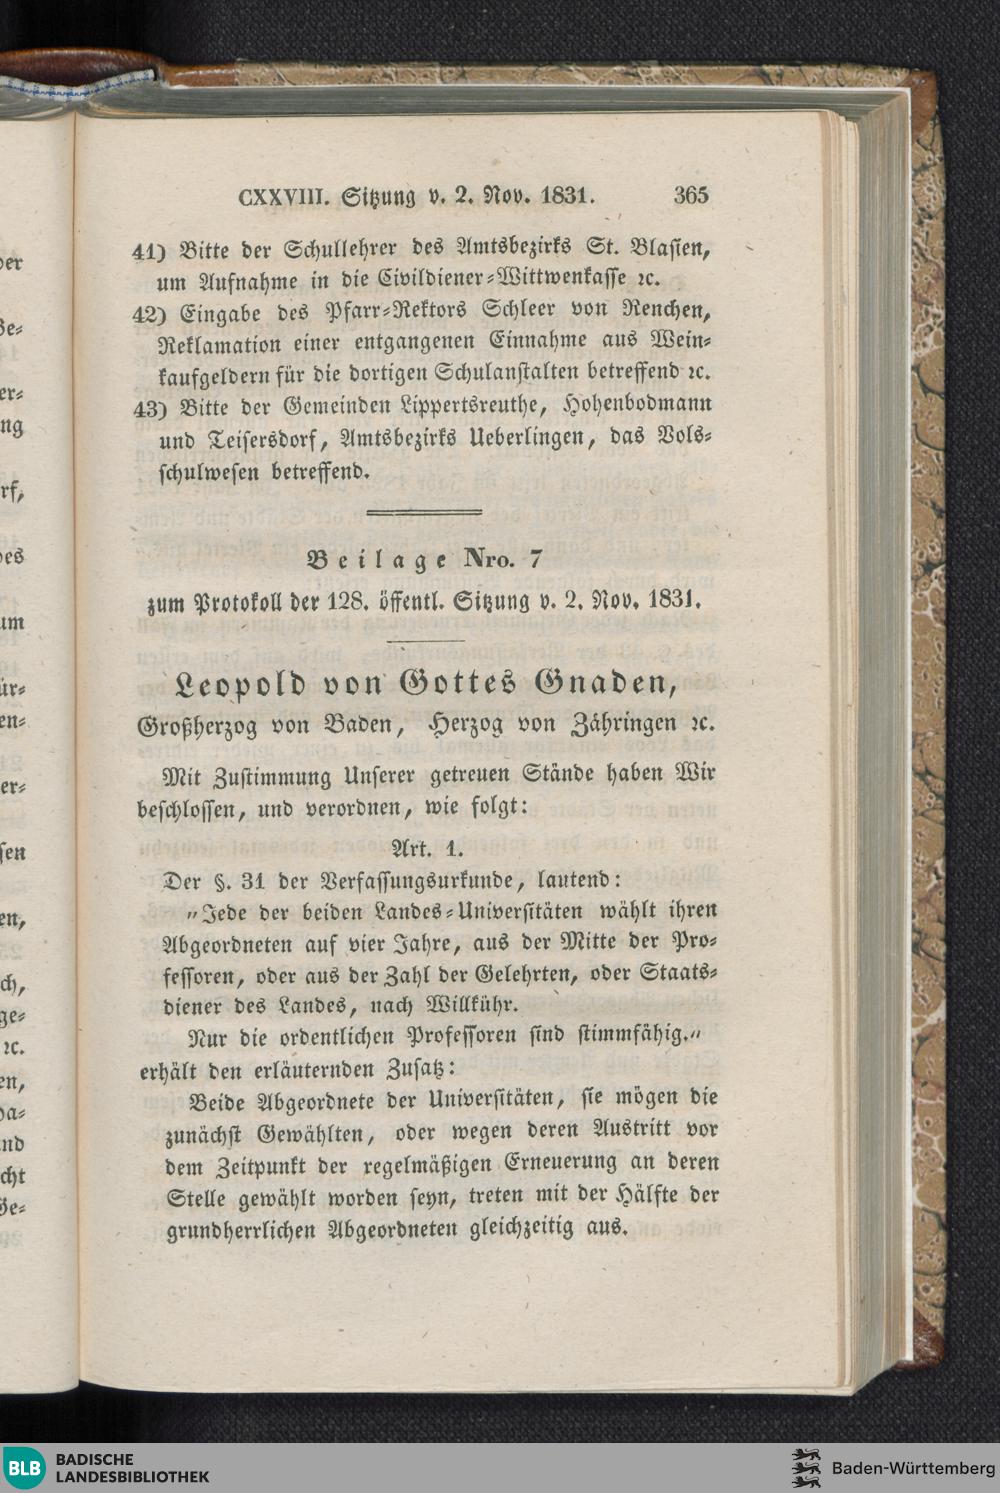 CXXVIII. Sitzung v. 2. Nov. 1831. 365
41) Bitte der Schullehrer des Amtsbezirks St. Blasien,
um Aufnahme in die Civildiener-Wittwenkasse ꝛc.
42) Eingabe des Pfarr-Rektors Schleer von Renchen,
Reklamation einer entgangenen Einnahme aus Wein-
kaufgeldern für die dortigen Schulanstalten betreffend ꝛc.
43) Bitte der Gemeinden Lippertsreuthe, Hohenbodmann
und Teisersdorf, Amtsbezirks Ueberlingen, das Vols-
schulwesen betreffend.
Beilage Nro. 7
zum Protokoll der 128. öffentl. Sitzung v. 2. Nov. 1831.
Leopold von Gottes Gnaden,
Großherzog von Baden, Herzog von Zähringen ꝛc.
Mit Zustimmung Unserer getreuen Stände haben Wir
beschlossen, und verordnen, wie folgt:
Art. 1.
Der §. 31 der Verfassungsurkunde, lautend:
"Jede der beiden Landes-Universitäten wählt ihren
Abgeordneten auf vier Jahre, aus der Mitte der Pro-
fessoren, oder aus der Zahl der Gelehrten, oder Staats-
diener des Landes, nach Willkühr.
Nur die ordentlichen Professoren sind stimmfähig."
erhält den erläuternden Zusatz:
Beide Abgeordnete der Universitäten, sie mögen die
zunächst Gewählten, oder wegen deren Austritt vor
dem Zeitpunkt der regelmäßigen Erneuerung an deren
Stelle gewählt worden seyn, treten mit der Hälfte der
grundherrlichen Abgeordneten gleichzeitig aus.
BLB BADISCHE
LANDESBIBLIOTHEK
Baden-Württemberg